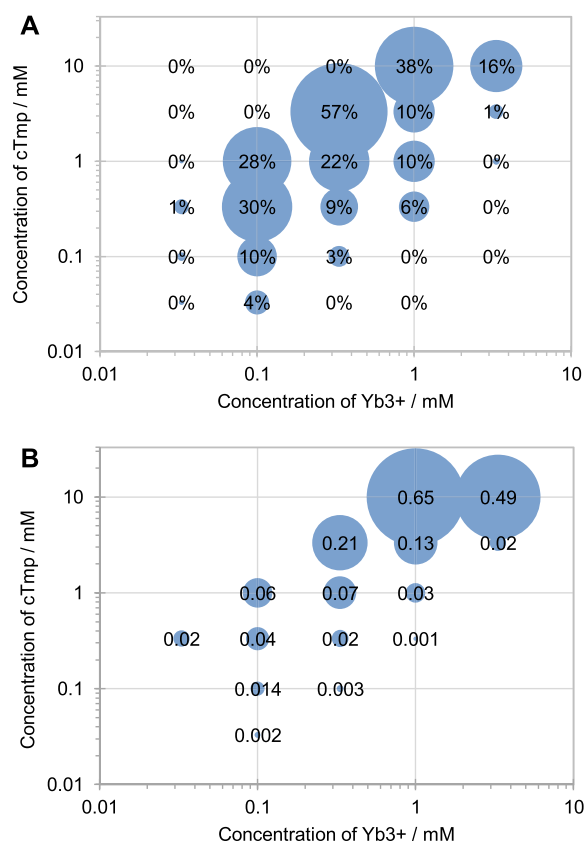 A
10 0% 0% 0% 38% 16%
0% 0% 57% 10% 1%
1 0% 28% 22% 10% 0%
1% 30% 9% 6% 0%
0.1 0% 10% 3% 0% 0%
0% 4% 0% 0%
0.01
0.01 0.1 1 10
Concentration of Yb3+ / mM
Concentration of cTmp / mM
B
10 0.65 0.49
0.21 0.13 0.02
1 0.06 0.07 0.03
0.02 0.04 0.02 0.001
0.1 0.014 0.003
0.002
0.01
0.01 0.1 1 10
Concentration of Yb3+ / mM
Concentration of cTmp / mM